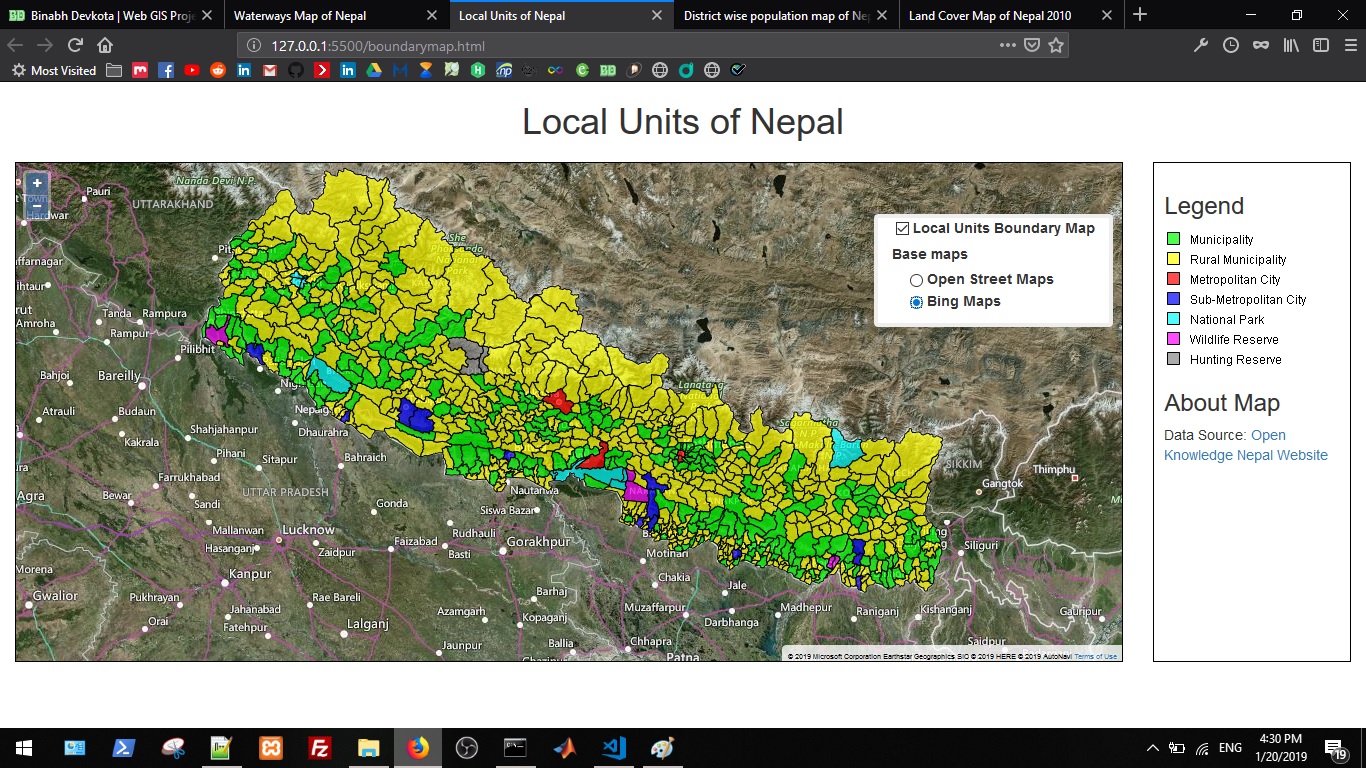 Binabh Devkota | Web GIS Proje
Waterways Map of Nepal
Local Units of Nepal
District wise population map of Ne
Land Cover Map of Nepal 2010
127.0.0.1:5500/boundarymap.html
Most Visited
Local Units of Nepal
+
−
Nanda Devi N.P.
Pauri
UTTARAKHAND
Hardwar
Local Units Boundary Map
Base maps
Open Street Maps
Bing Maps
Tanda
Rampura
Amroha
Rampur
Pilibhit
Bahjoi
Bareilly
Atrauli
Budaun
Kakrala
Shahjahanpur
Dhaurahra
Pihani
Sitapur
Bahraich
Farrukhabad
Agra
Bewar
Sandi
UTTAR PRADESH
Gonda
Nautanwa
Siswa Bazar
Mallanwan
Lucknow
Hasanganj
Zaidpur
Faizabad
Rudhauli
Basti
Gorakhpur
Motihari
Morena
Kanpur
Chakia
Jale
Gwalior
Pukhrayan
Jahanabad
Rae Bareli
Barhaj
Azamgarh
Kopaganj
Muzaffarpur
Madhepur
Darbhanga
Raniganj
Kishanganj
Gauripur
Orai
Fatehpur
Lalganj
Jaunpur
Ballia
Chhapra
Patna
Saidpur
Langtang
SIKKIM
Gangtok
Thimphu
Siliguri
© 2019 Microsoft Corporation Earthstar Geographics SIO © 2019 HERE © 2019 AutoNavi Terms of Use
Legend
Municipality
Rural Municipality
Metropolitan City
Sub-Metropolitan City
National Park
Wildlife Reserve
Hunting Reserve
About Map
Data Source: Open
Knowledge Nepal Website
ENG
4:30 PM
1/20/2019
19